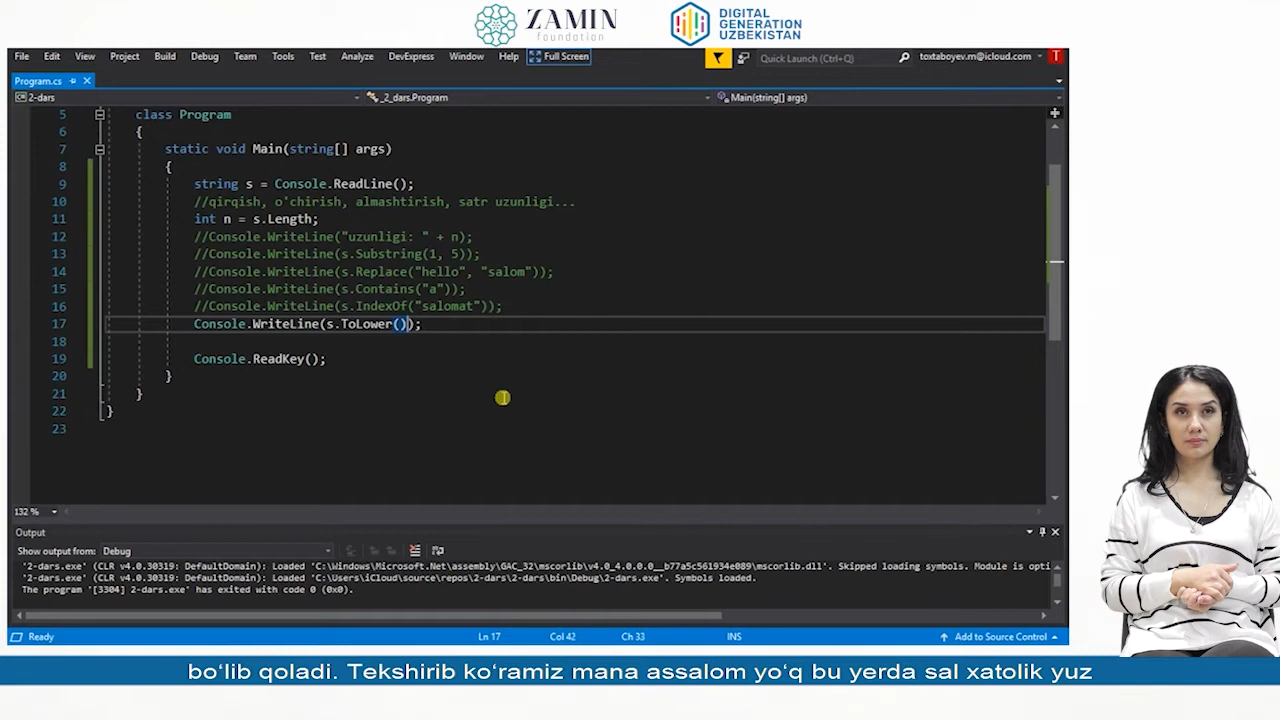 ZAMIN
foundation
DIGITAL
GENERATION
UZBEKISTAN
File Edit View Project Build Debug Team Tools Test Analyze DevExpress Window Help Full Screen Quick Launch (Ctrl+Q) toxtaboyev.m@icloud.com T
Program.cs
2-dars _2_dars.Program Main(string[] args)
5 class Program
6 {
7 static void Main(string[] args)
8 {
9 string s = Console.ReadLine();
10 //qirqish, o'chirish, almashtirish, satr uzunligi...
11 int n = s.Length;
12 //Console.WriteLine("uzunligi: " + n);
13 //Console.WriteLine(s.Substring(1, 5));
14 //Console.WriteLine(s.Replace("hello", "salom"));
15 //Console.WriteLine(s.Contains("a"));
16 //Console.WriteLine(s.IndexOf("salomat"));
17 Console.WriteLine(s.ToLower());
18
19 Console.ReadKey();
20 }
21 }
22 }
23
132 %
Output
Show output from: Debug
'2-dars.exe' (CLR v4.0.30319: DefaultDomain): Loaded 'C:\Windows\Microsoft.Net\assembly\GAC_32\mscorlib\v4.0_4.0.0.0__b77a5c561934e089\mscorlib.dll'. Skipped loading symbols. Module is opti
'2-dars.exe' (CLR v4.0.30319: DefaultDomain): Loaded 'C:\Users\iCloud\source\repos\2-dars\2-dars\bin\Debug\2-dars.exe'. Symbols loaded.
The program '[3304] 2-dars.exe' has exited with code 0 (0x0).
Ready Ln 17 Col 42 Ch 33 INS Add to Source Control
bo‘lib qoladi. Tekshirib ko‘ramiz mana assalom yo‘q bu yerda sal xatolik yuz